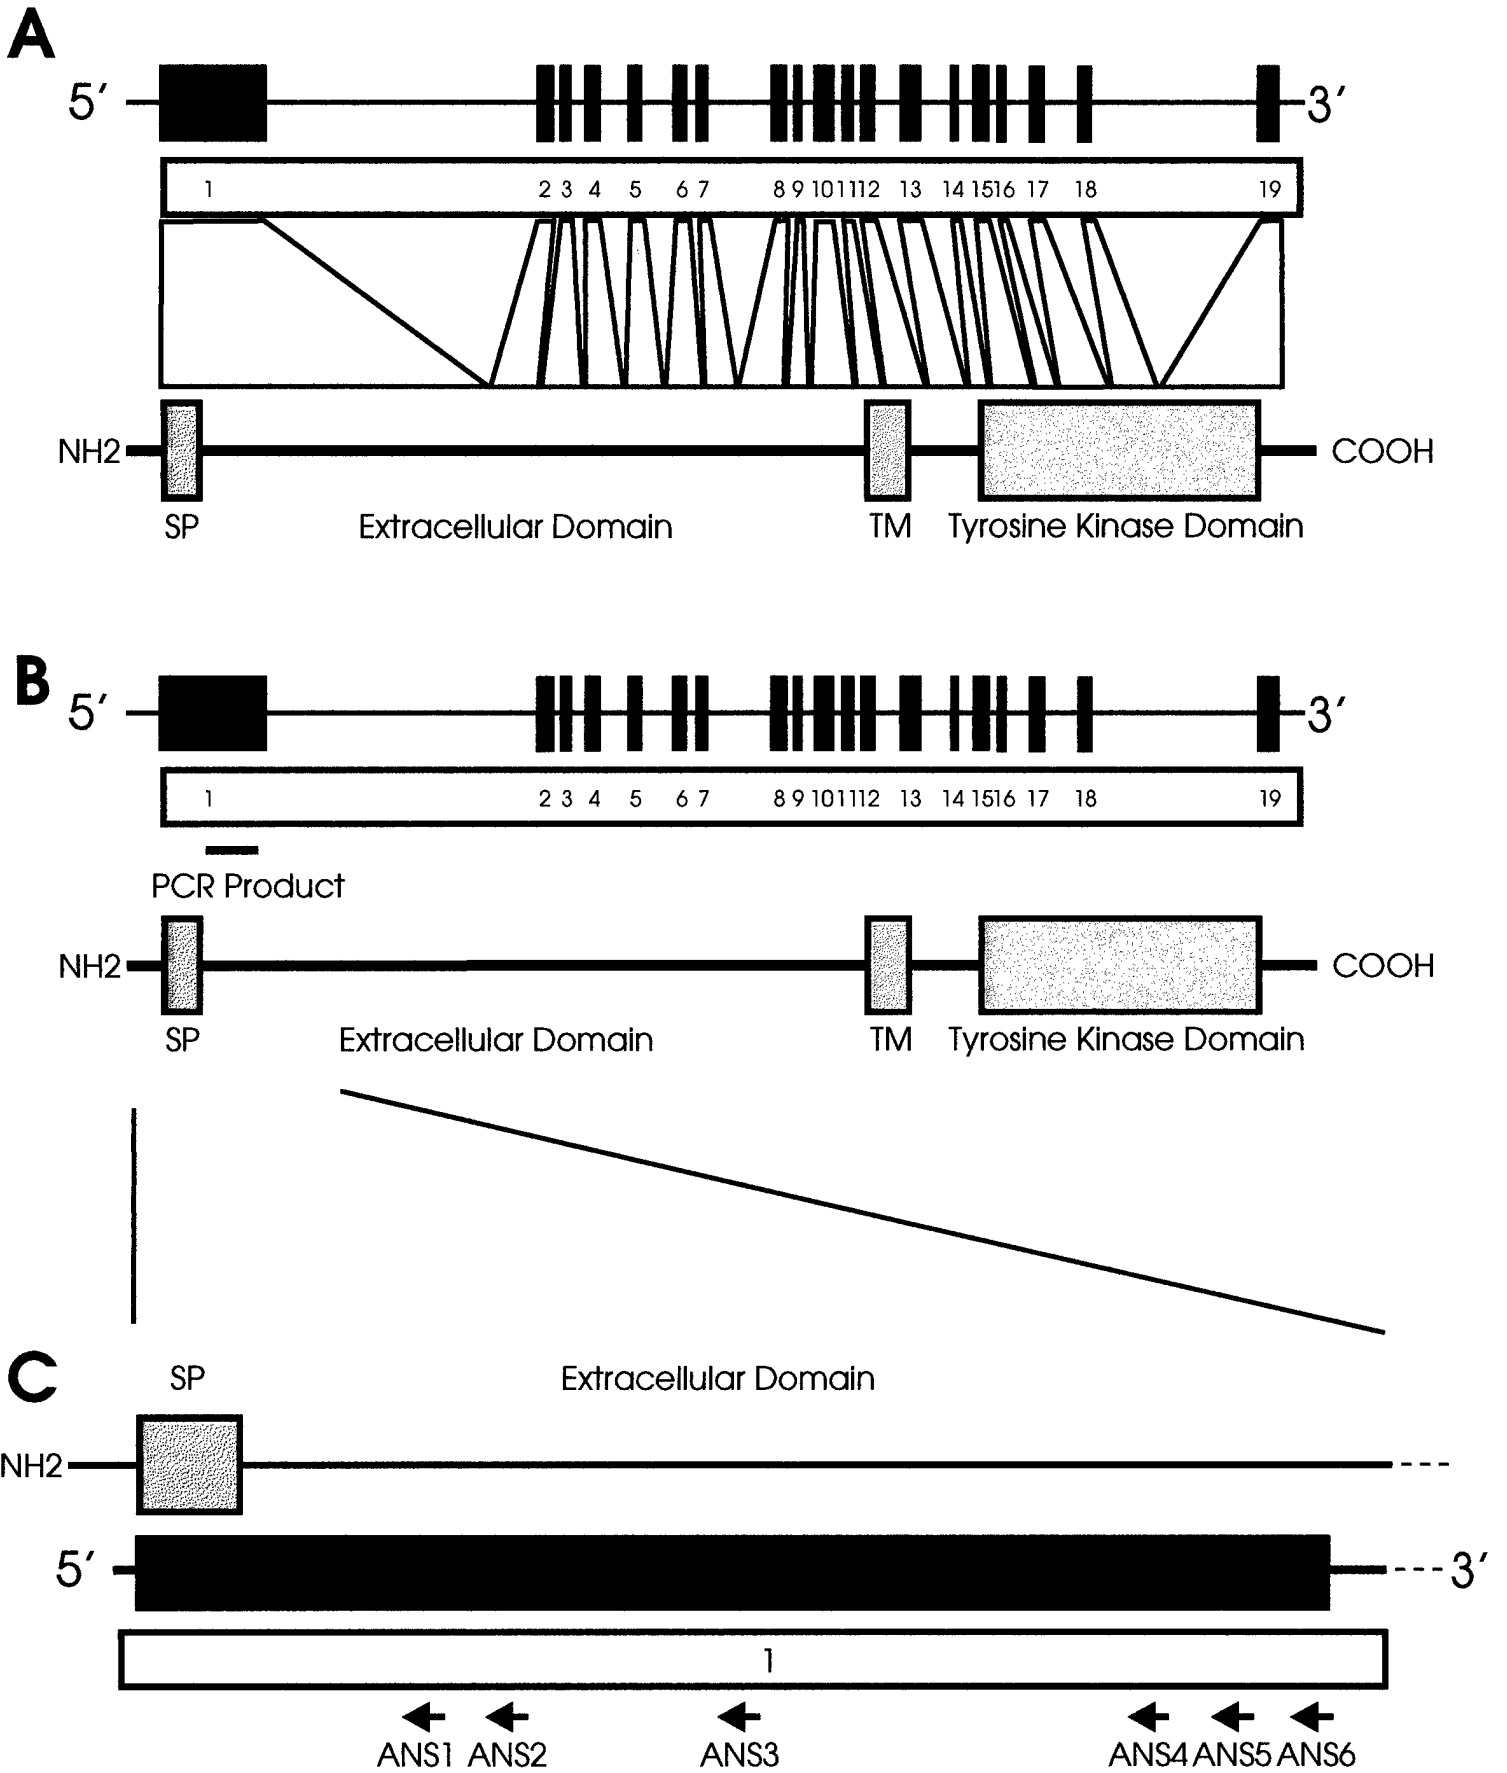 A
5′ 3′
1 2 3 4 5 6 7 8 9 10 11 12 13 14 15 16 17 18 19
NH2 COOH
SP Extracellular Domain TM Tyrosine Kinase Domain
B
5′ 3′
1 2 3 4 5 6 7 8 9 10 11 12 13 14 15 16 17 18 19
PCR Product
NH2 COOH
SP Extracellular Domain TM Tyrosine Kinase Domain
C
SP Extracellular Domain
NH2
5′ 3′
1
ANS1 ANS2 ANS3 ANS4 ANS5 ANS6